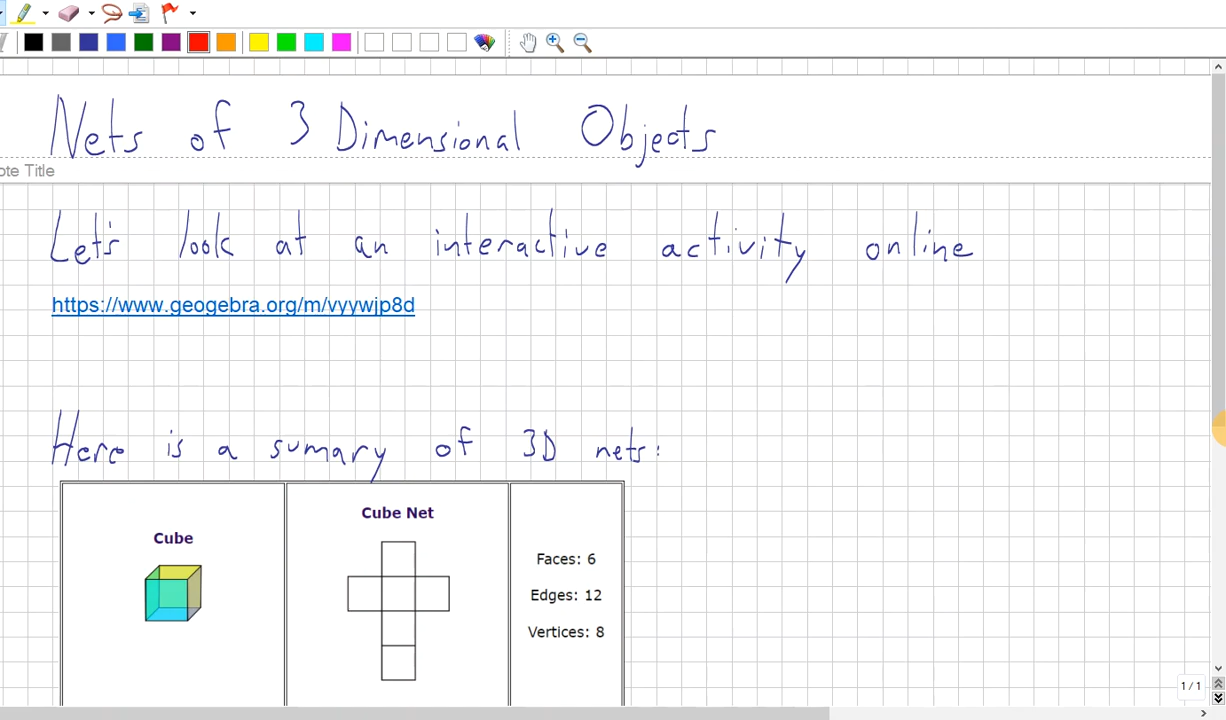 Nets of 3 Dimensional Objects
ote Title
Let's look at an interactive activity online
https://www.geogebra.org/m/vyywjp8d
Here is a sumary of 3D nets:
Cube
Cube Net
Faces: 6
Edges: 12
Vertices: 8
1 / 1